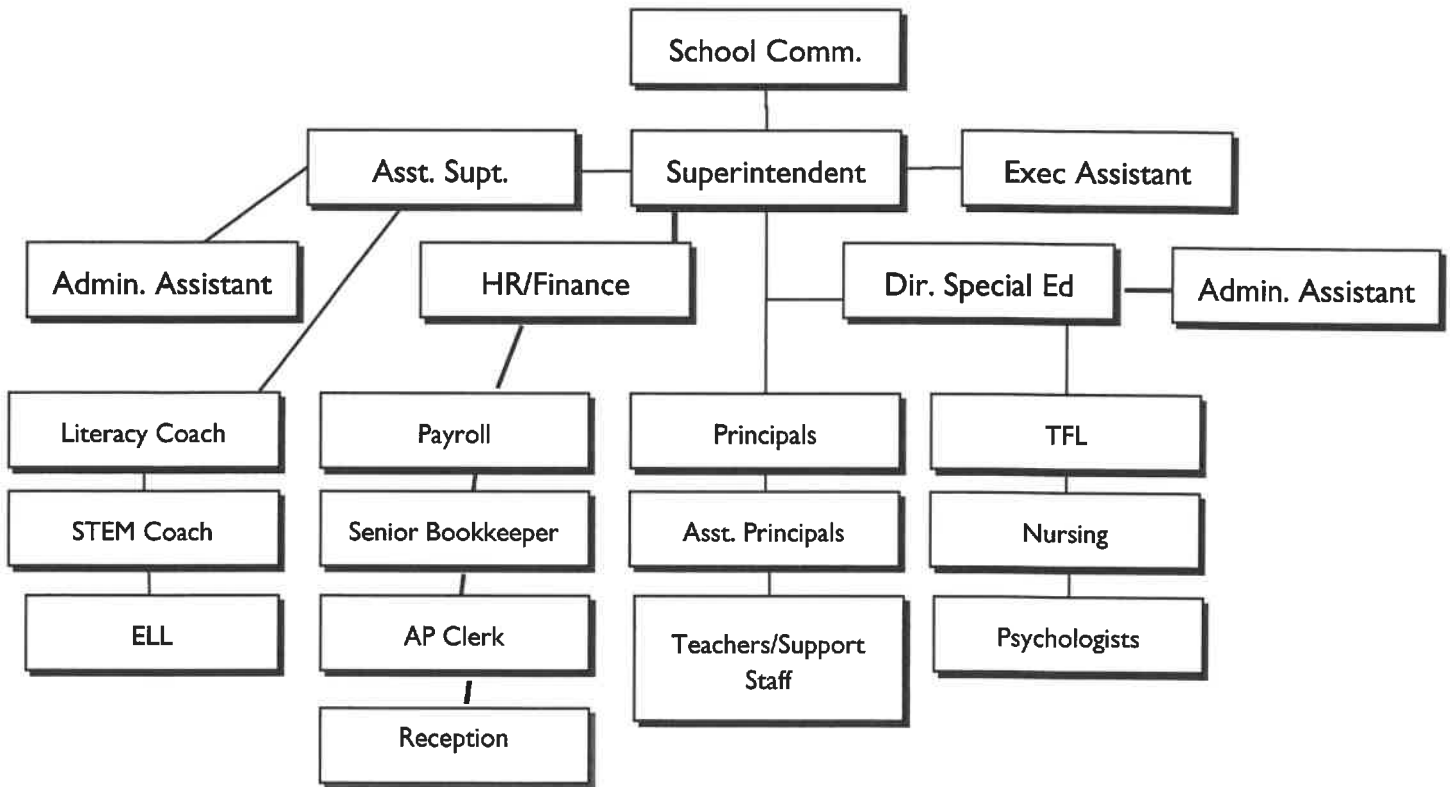 School Comm.
Asst. Supt.
Superintendent
Exec Assistant
Admin. Assistant
HR/Finance
Dir. Special Ed
Admin. Assistant
Literacy Coach
Payroll
Principals
TFL
STEM Coach
Senior Bookkeeper
Asst. Principals
Nursing
ELL
AP Clerk
Teachers/Support
Staff
Psychologists
Reception